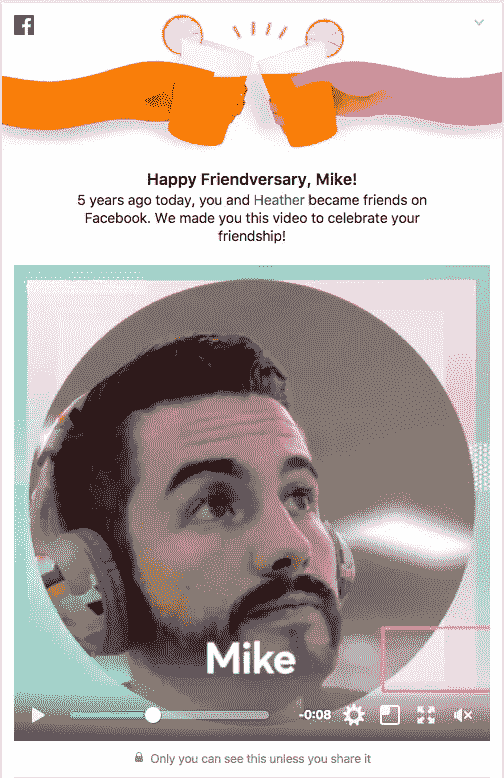 Happy Friendversary, Mike!
5 years ago today, you and Heather became friends on
Facebook. We made you this video to celebrate your
friendship!
Mike
-0:08
Only you can see this unless you share it